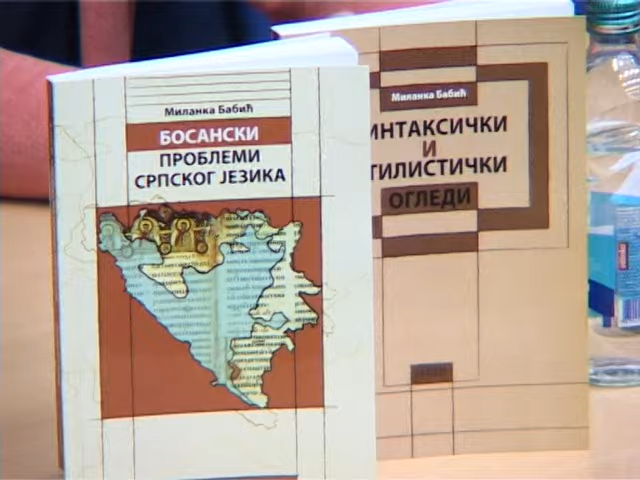 Миланка Бабић
БОСАНСКИ
ПРОБЛЕМИ
СРПСКОГ ЈЕЗИКА
Миланка Бабић
ИНТАКСИЧКИ
И
ТИЛИСТИЧКИ
ОГЛЕДИ